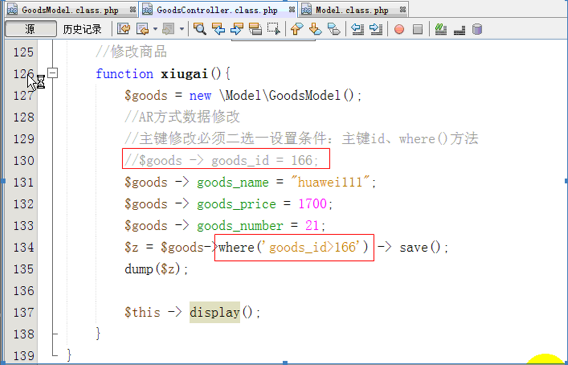 GoodsModel.class.php GoodsController.class.php Model.class.php
源 历史记录
125 //修改商品
126 function xiugai(){
127 $goods = new \Model\GoodsModel();
128 //AR方式数据修改
129 //主键修改必须二选一设置条件：主键id、where()方法
130 //$goods -> goods_id = 166;
131 $goods -> goods_name = "huawei111";
132 $goods -> goods_price = 1700;
133 $goods -> goods_number = 21;
134 $z = $goods->where('goods_id>166') -> save();
135 dump($z);
136
137 $this -> display();
138 }
139 }